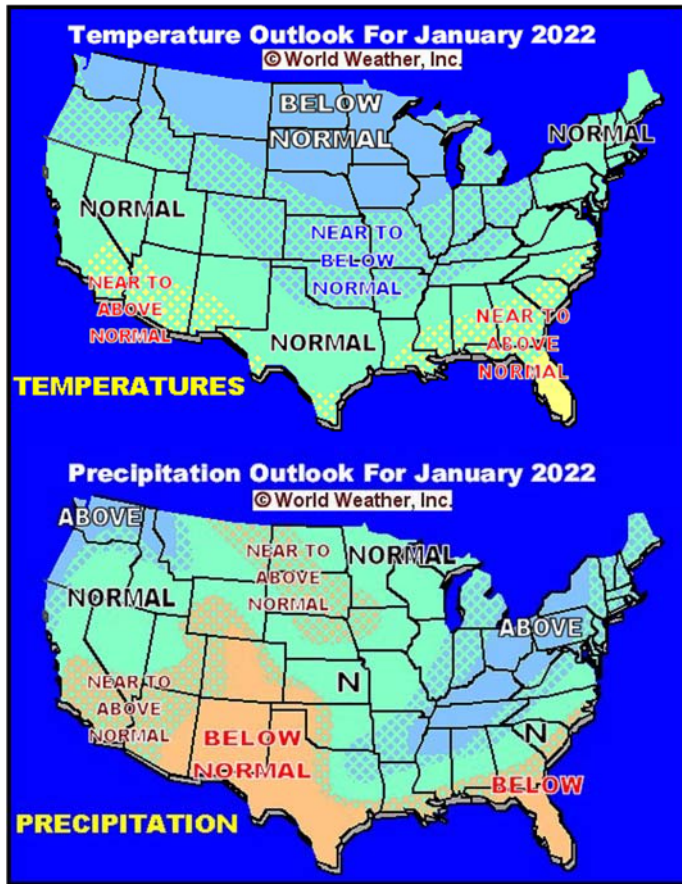 Temperature Outlook For January 2022
© World Weather, Inc.
BELOW
NORMAL
NORMAL
NORMAL
NEAR TO
BELOW
NORMAL
NEAR TO
ABOVE
NORMAL
NORMAL
NEAR TO
ABOVE
NORMAL
TEMPERATURES
Precipitation Outlook For January 2022
© World Weather, Inc.
ABOVE
NEAR TO
ABOVE
NORMAL
NORMAL
NORMAL
ABOVE
N
NEAR TO
ABOVE
NORMAL
N
BELOW
NORMAL
BELOW
PRECIPITATION